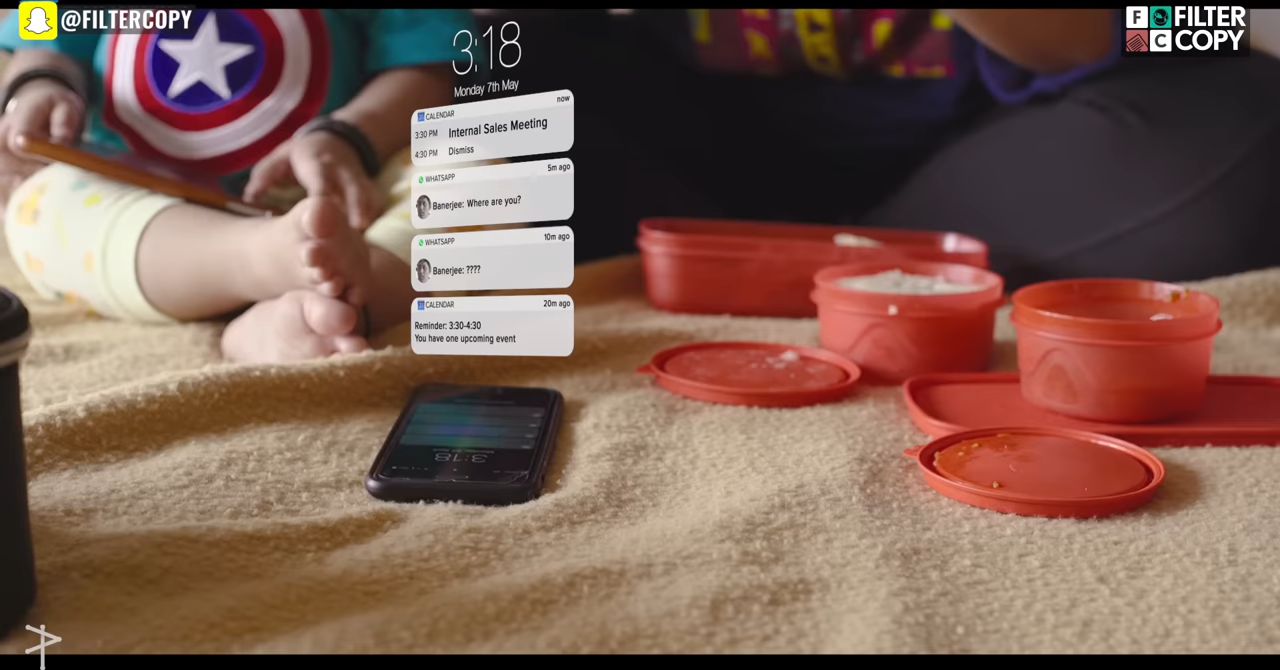 @FILTERCOPY
FILTER
COPY
3:18
Monday 7th May
CALENDAR
now
3:30 PM Internal Sales Meeting
4:30 PM Dismiss
WHATSAPP
5m ago
Banerjee: Where are you?
WHATSAPP
10m ago
Banerjee: ????
CALENDAR
20m ago
Reminder: 3:30-4:30
You have one upcoming event
3:18